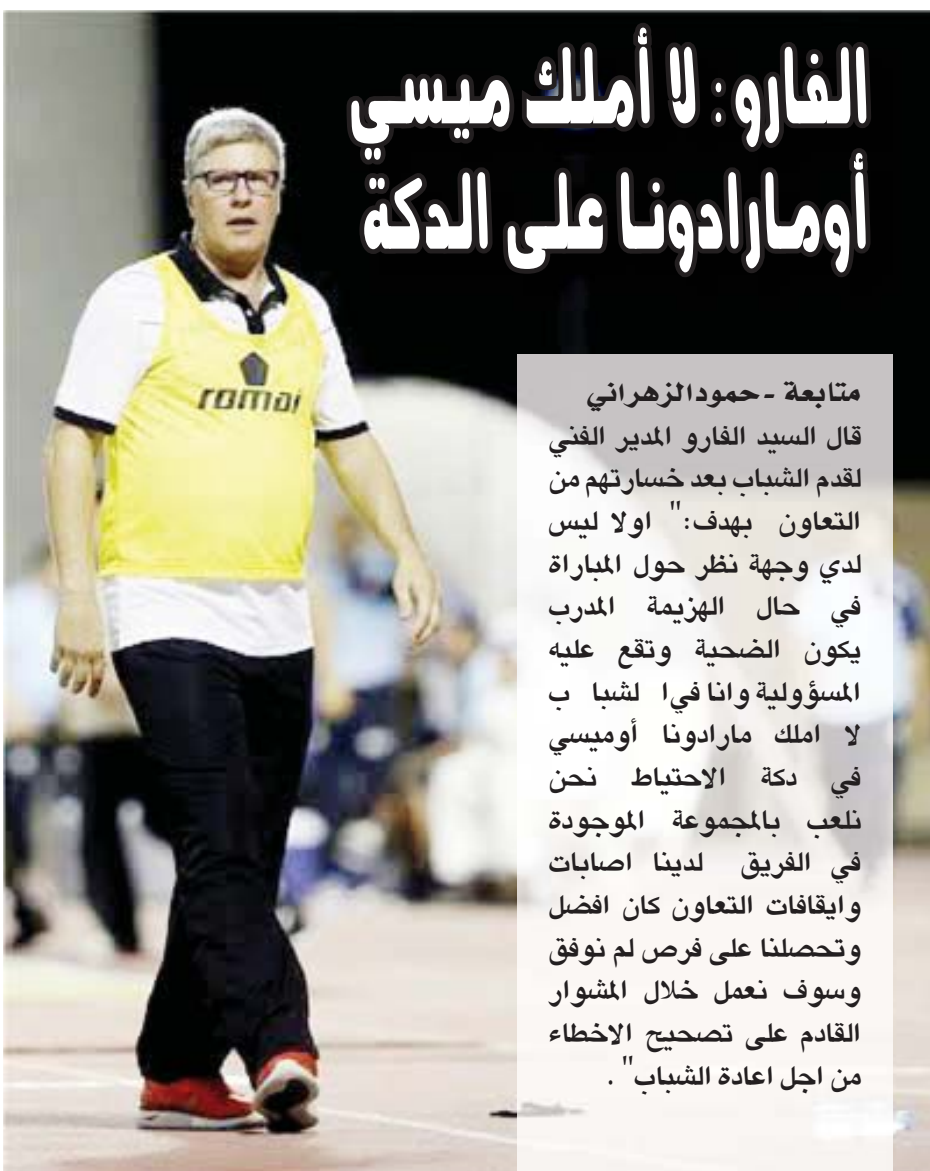 الفارو: لا أملك ميسي
أومارادونا على الدكة
متابعة - حمودالزهراني
قال السيد الفارو المدير الفني
لقدم الشباب بعد خسارتهم من
التعاون بهدف:" اولا ليس
لدي وجهة نظر حول المباراة
في حال الهزيمة المدرب
يكون الضحية وتقع عليه
المسؤولية وانا في ا لشبا ب
لا املك مارادونا أوميسي
في دكة الاحتياط نحن
نلعب بالمجموعة الموجودة
في الفريق لدينا اصابات
وايقافات التعاون كان افضل
وتحصلنا على فرص لم نوفق
وسوف نعمل خلال المشوار
القادم على تصحيح الاخطاء
من اجل اعادة الشباب" .
romai